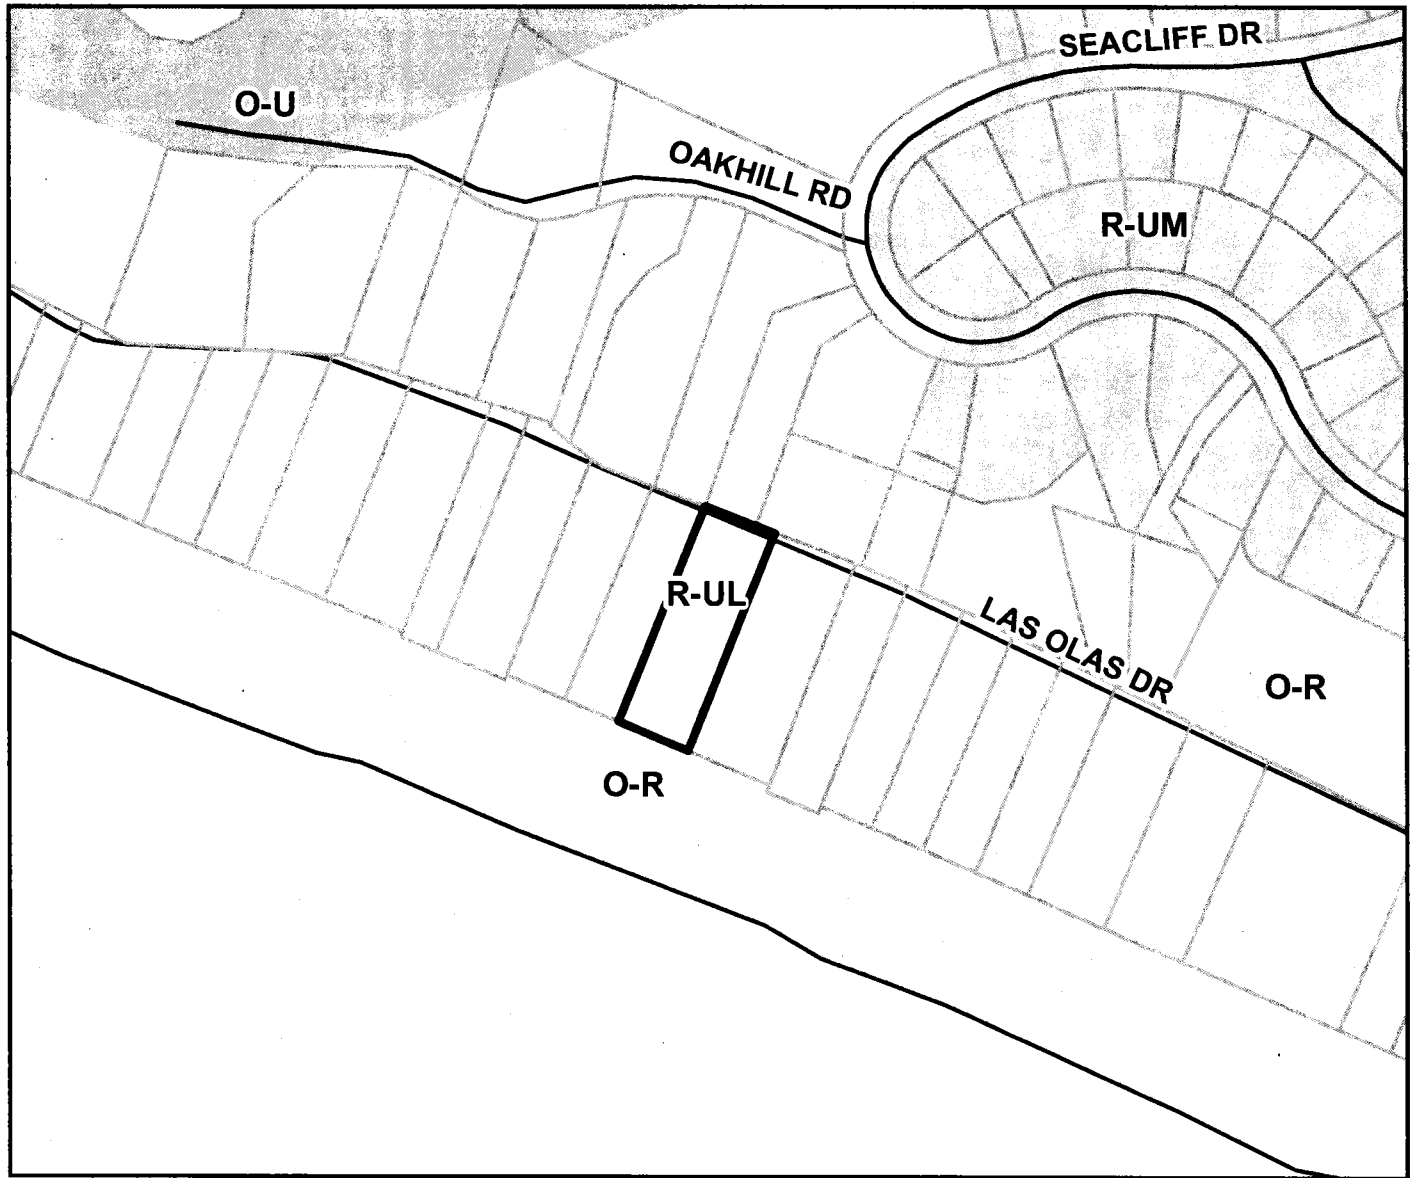 SEACLIFF DR
O-U
OAKHILL RD
R-UM
R-UL
LAS OLAS DR
O-R
O-R